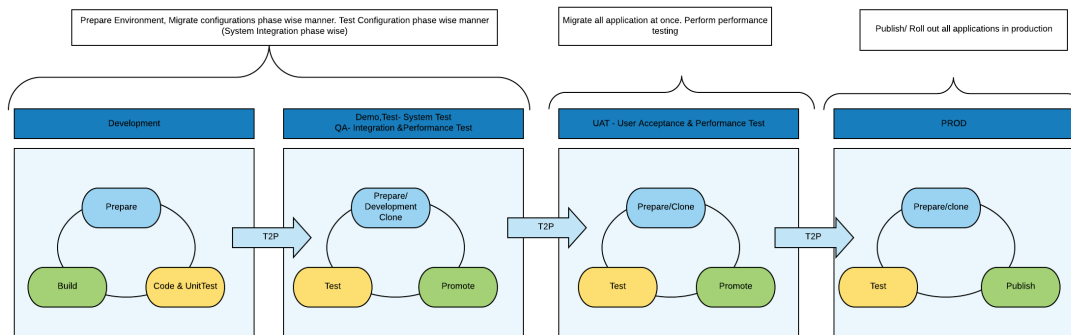 Prepare Environment, Migrate configurations phase wise manner. Test Configuration phase wise manner
(System Integration phase wise)
Migrate all application at once. Perform performance
testing
Publish/ Roll out all applications in production
Development
Demo,Test- System Test
QA- Integration &Performance Test
UAT - User Acceptance & Performance Test
PROD
Prepare
Build
Code & UnitTest
T2P
Prepare/
Development
Clone
Test
Promote
T2P
Prepare/Clone
Test
Promote
T2P
Prepare/clone
Test
Publish